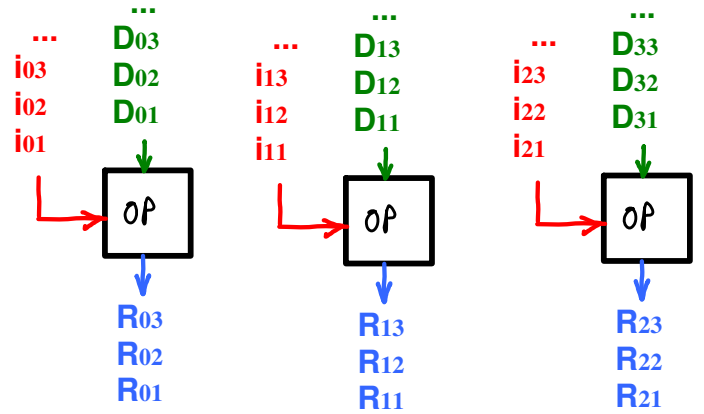 ...
i03
i02
i01
...
D03
D02
D01
OP
R03
R02
R01
...
i13
i12
i11
...
D13
D12
D11
OP
R13
R12
R11
...
i23
i22
i21
...
D33
D32
D31
OP
R23
R22
R21